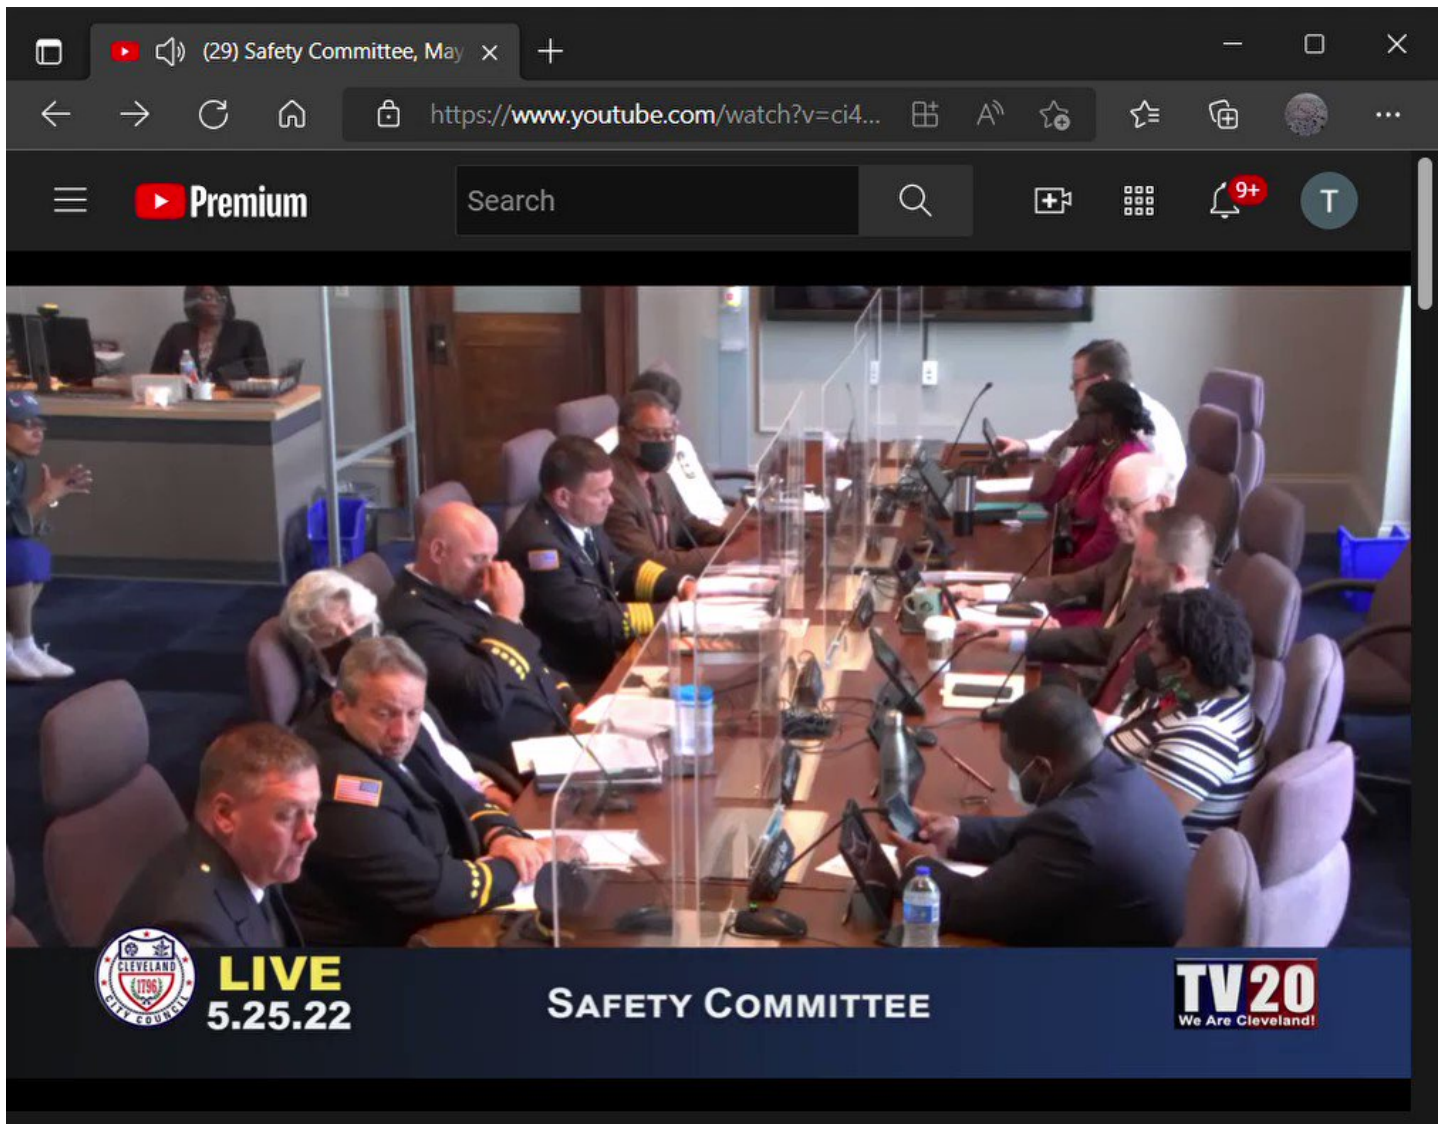 (29) Safety Committee, May
https://www.youtube.com/watch?v=ci4...
Premium
Search
9+
T
CLEVELAND
1796
CITY COUNCIL
LIVE
5.25.22
SAFETY COMMITTEE
TV20
We Are Cleveland!